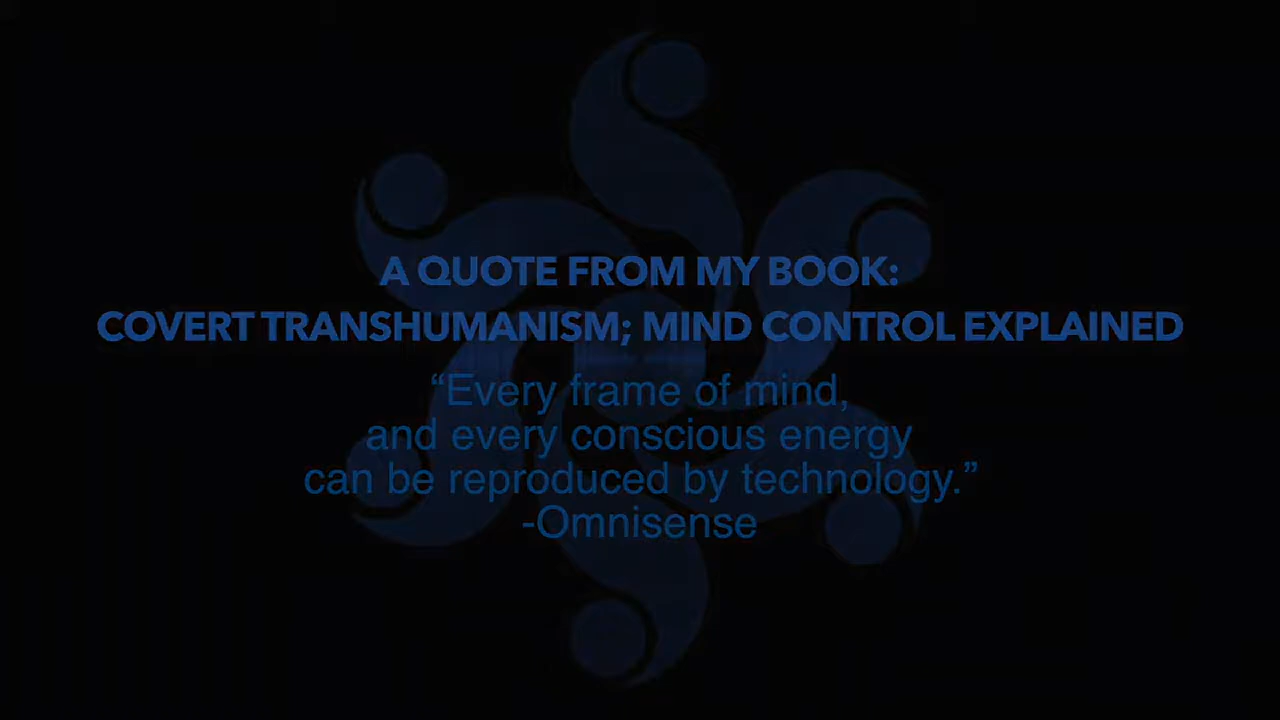 A QUOTE FROM MY BOOK:
COVERT TRANSHUMANISM; MIND CONTROL EXPLAINED
“Every frame of mind,
and every conscious energy
can be reproduced by technology.”
-Omnisense